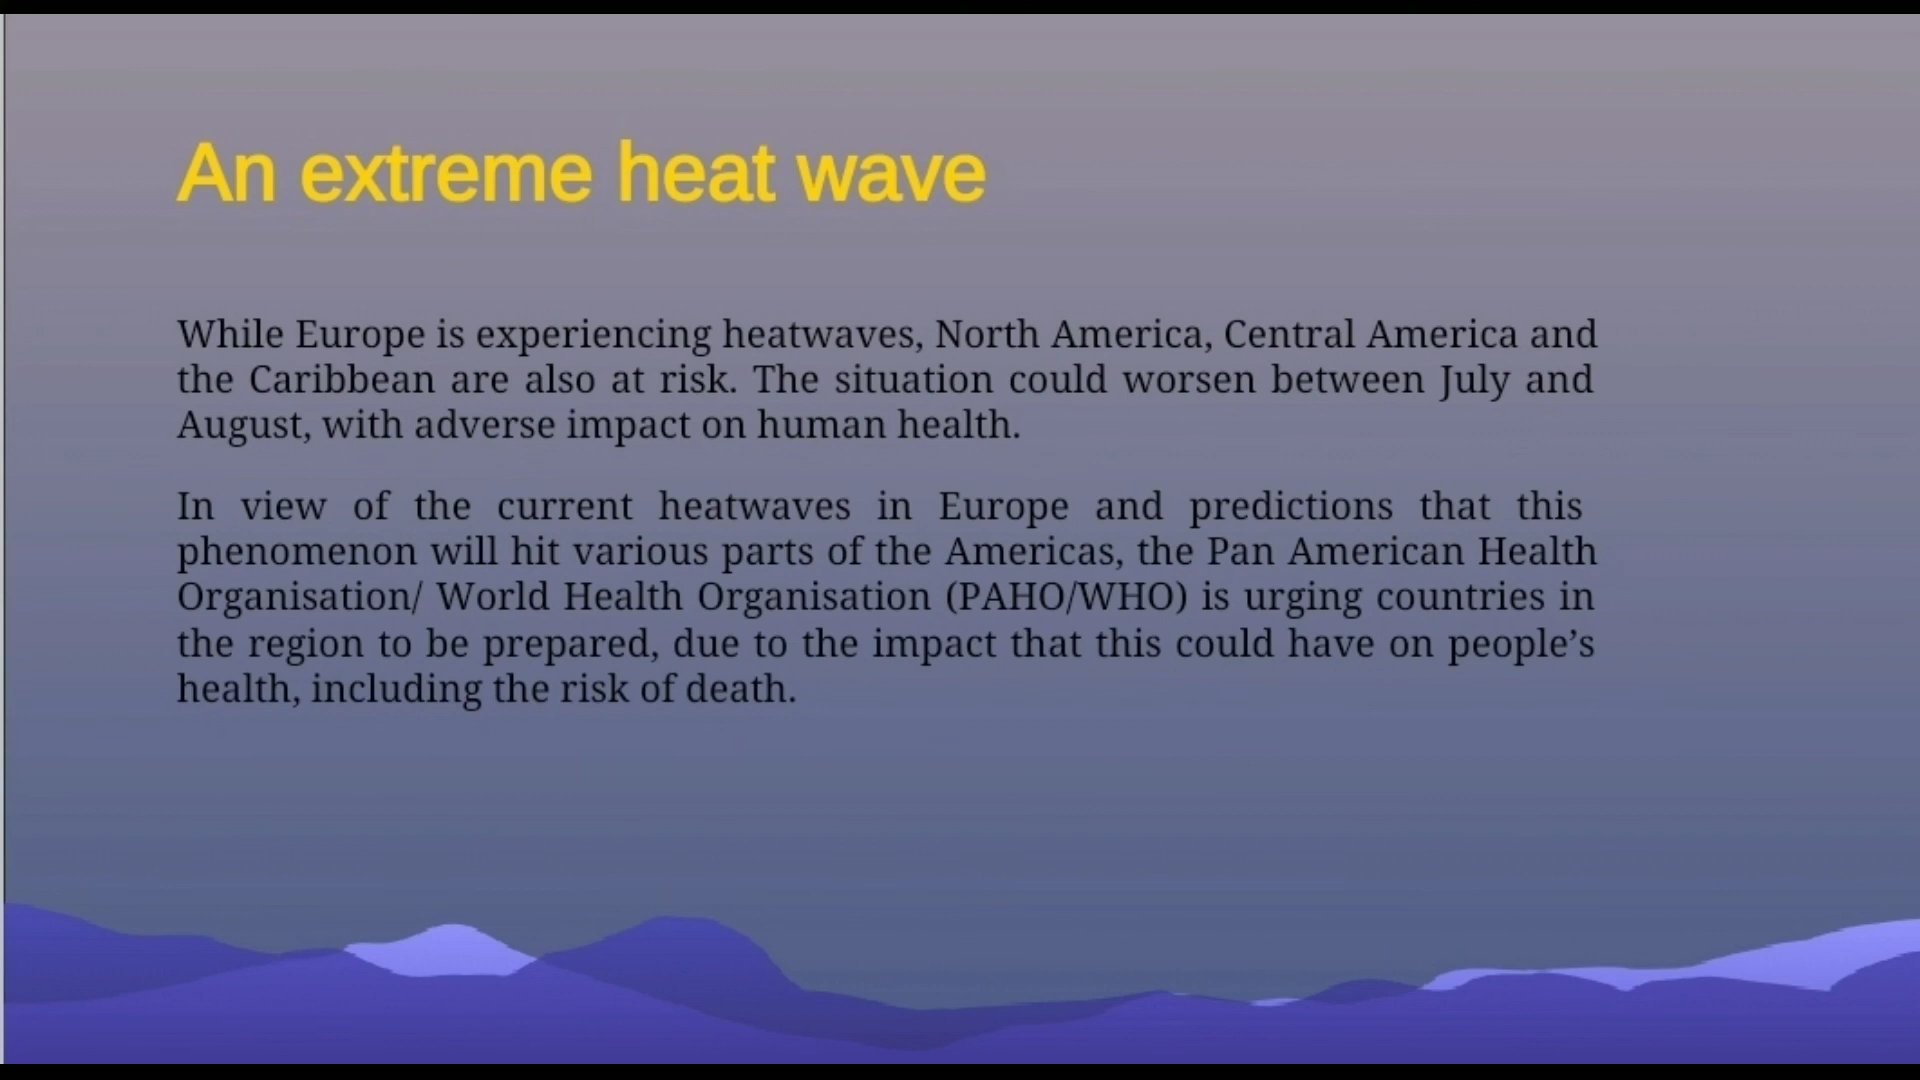 An extreme heat wave
While Europe is experiencing heatwaves, North America, Central America and
the Caribbean are also at risk. The situation could worsen between July and
August, with adverse impact on human health.
In view of the current heatwaves in Europe and predictions that this
phenomenon will hit various parts of the Americas, the Pan American Health
Organisation/ World Health Organisation (PAHO/WHO) is urging countries in
the region to be prepared, due to the impact that this could have on people’s
health, including the risk of death.